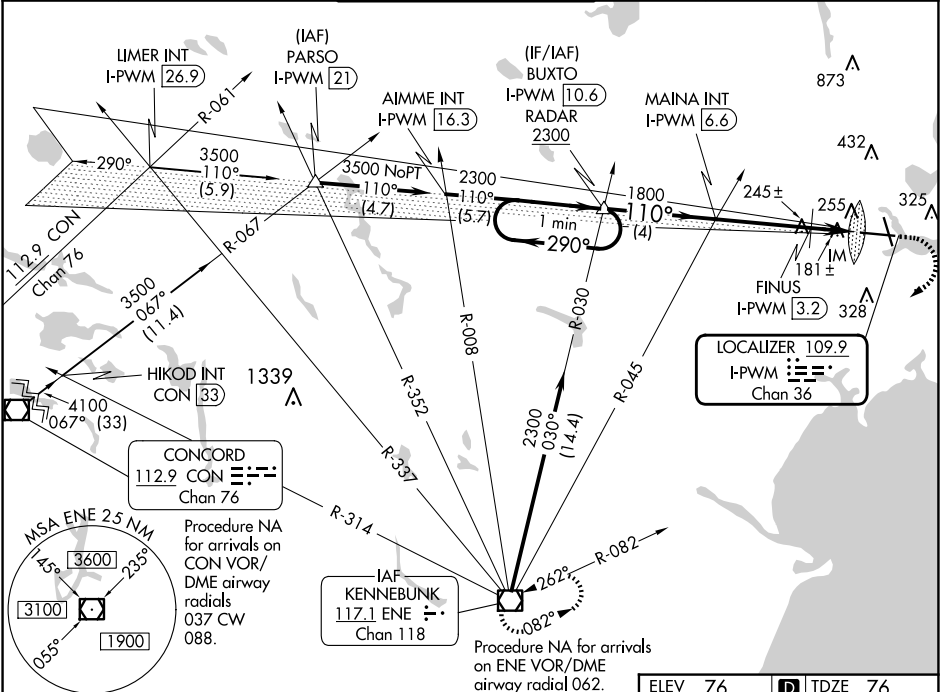 LIMER INT
I-PWM 26.9
(IAF)
PARSO
I-PWM 21
AIMME INT
I-PWM 16.3
(IF/IAF)
BUXTO
I-PWM 10.6
RADAR
2300
MAINA INT
I-PWM 6.6
873
432
325
255
245±
181±
IM
328
FINUS
I-PWM 3.2
R-061
290°
3500
110°
(5.9)
3500 NoPT
110°
(4.7)
2300
110°
(5.7)
1 min
290°
1800
110°
(4)
R-067
112.9 CON
Chan 76
3500
067°
(11.4)
R-008
R-030
R-045
R-352
R-337
2300
030°
(14.4)
LOCALIZER 109.9
I-PWM
Chan 36
HIKOD INT
CON 33
1339
4100
067° (33)
CONCORD
112.9 CON
Chan 76
R-314
MSA ENE 25 NM
145°
3600
235°
3100
1900
055°
Procedure NA
for arrivals on
CON VOR/
DME airway
radials
037 CW
088.
IAF
KENNEBUNK
117.1 ENE
Chan 118
262°
R-082
082°
Procedure NA for arrivals
on ENE VOR/DME
airway radial 062.
ELEV 76
D
TDZE 76